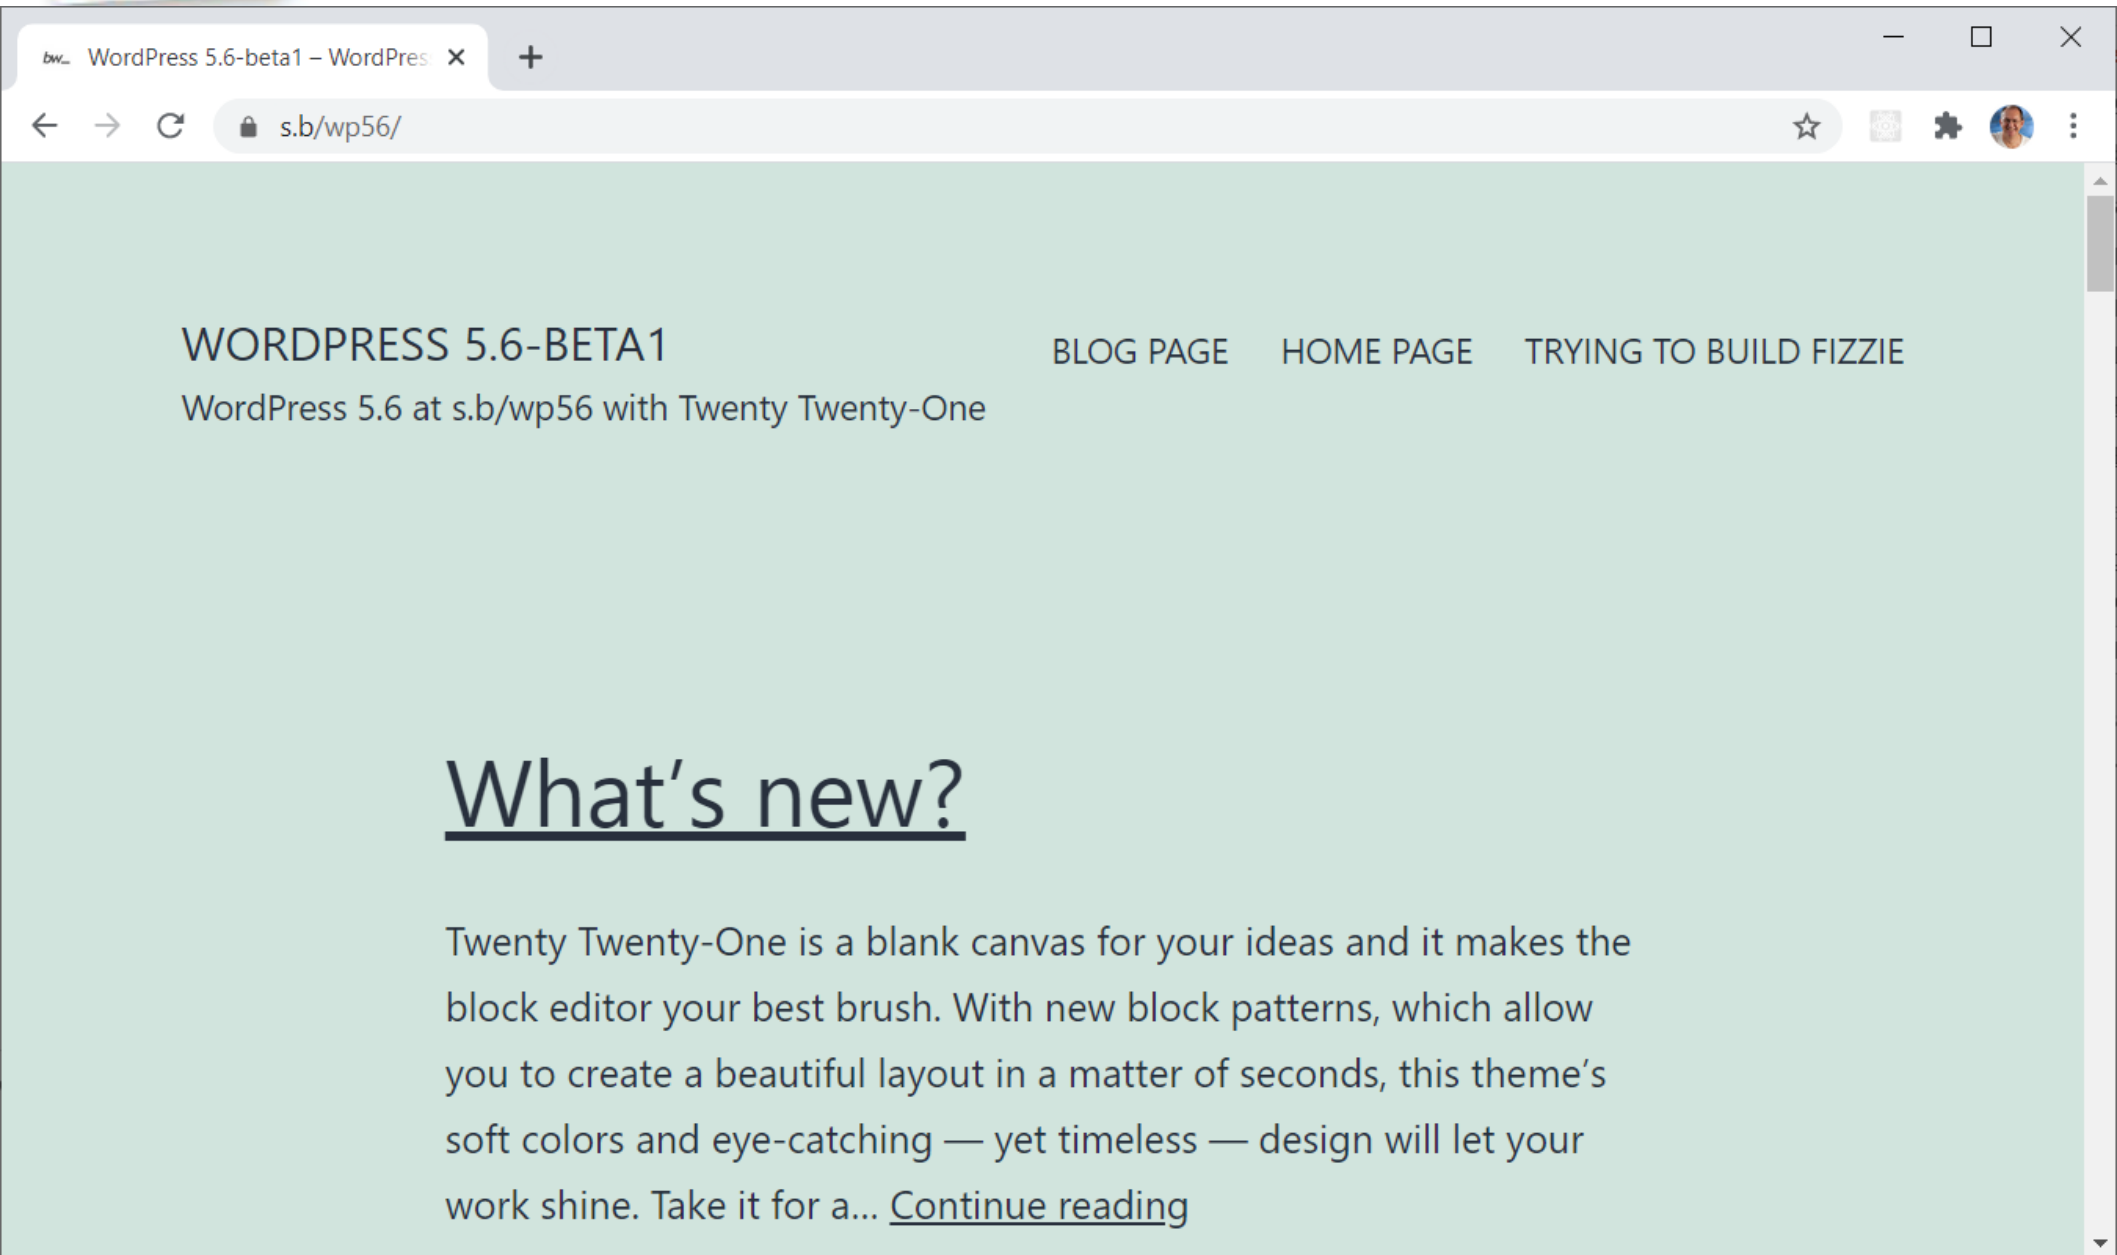 bw_ WordPress 5.6-beta1 – WordPres
s.b/wp56/
WORDPRESS 5.6-BETA1
BLOG PAGE HOME PAGE TRYING TO BUILD FIZZIE
WordPress 5.6 at s.b/wp56 with Twenty Twenty-One
What’s new?
Twenty Twenty-One is a blank canvas for your ideas and it makes the
block editor your best brush. With new block patterns, which allow
you to create a beautiful layout in a matter of seconds, this theme’s
soft colors and eye-catching — yet timeless — design will let your
work shine. Take it for a… Continue reading